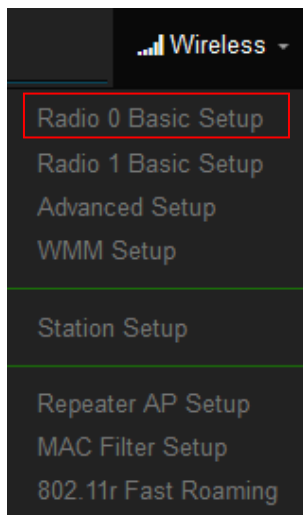 Wireless
Radio 0 Basic Setup
Radio 1 Basic Setup
Advanced Setup
WMM Setup
Station Setup
Repeater AP Setup
MAC Filter Setup
802.11r Fast Roaming